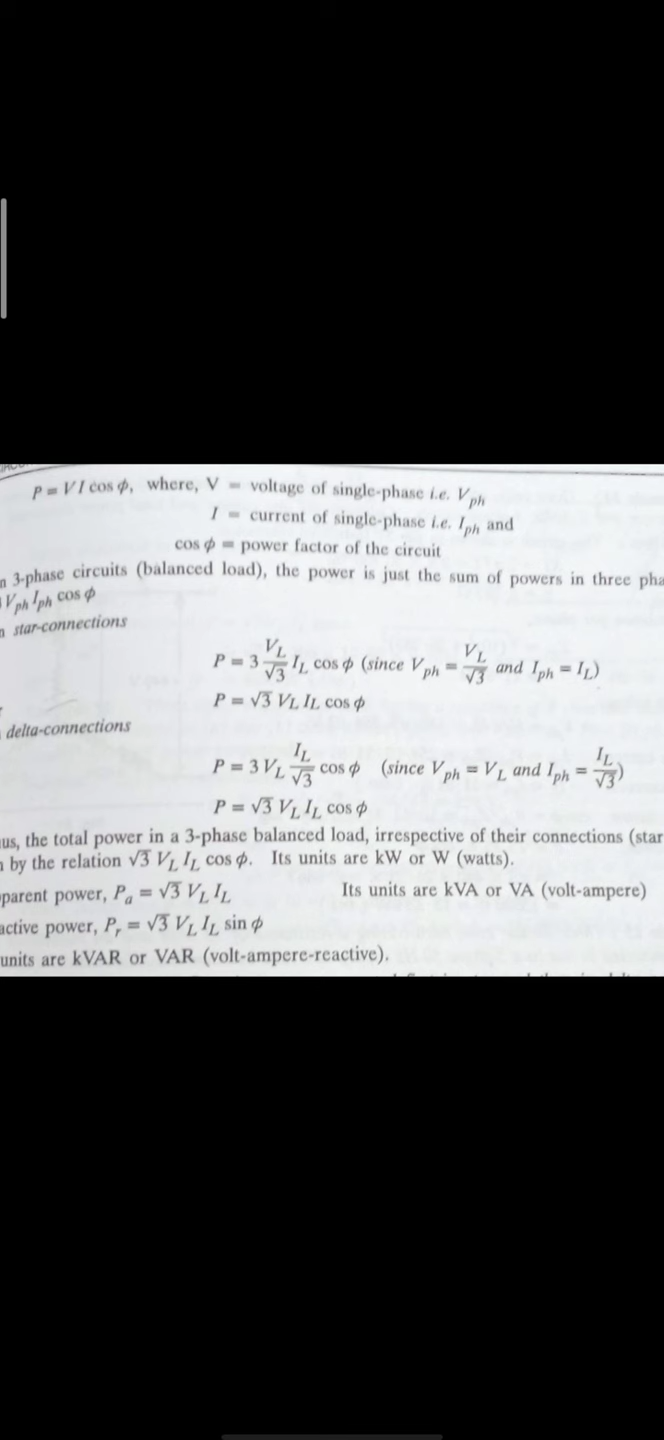 P = V I cos φ, where, V = voltage of single-phase i.e. V_ph
I = current of single-phase i.e. I_ph and
cos φ = power factor of the circuit
n 3-phase circuits (balanced load), the power is just the sum of powers in three pha
V_ph I_ph cos φ
n star-connections
P = 3 V_L/√3 I_L cos φ (since V_ph = V_L/√3 and I_ph = I_L)
P = √3 V_L I_L cos φ
delta-connections
P = 3 V_L I_L/√3 cos φ (since V_ph = V_L and I_ph = I_L/√3)
P = √3 V_L I_L cos φ
us, the total power in a 3-phase balanced load, irrespective of their connections (star
n by the relation √3 V_L I_L cos φ. Its units are kW or W (watts).
parent power, P_a = √3 V_L I_L Its units are kVA or VA (volt-ampere)
active power, P_r = √3 V_L I_L sin φ
units are kVAR or VAR (volt-ampere-reactive).